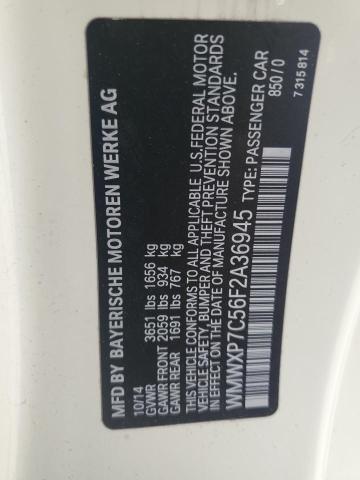 MFD BY BAYERISCHE MOTOREN WERKE AG
10/14
GVWR 3651 lbs 1656 kg
GAWR FRONT 2059 lbs 934 kg
GAWR REAR 1691 lbs 767 kg
THIS VEHICLE CONFORMS TO ALL APPLICABLE U.S.FEDERAL MOTOR
VEHICLE SAFETY, BUMPER AND THEFT PREVENTION STANDARDS
IN EFFECT ON THE DATE OF MANUFACTURE SHOWN ABOVE.
WMWXP7C56F2A36945 TYPE: PASSENGER CAR
850/0
7 315 814